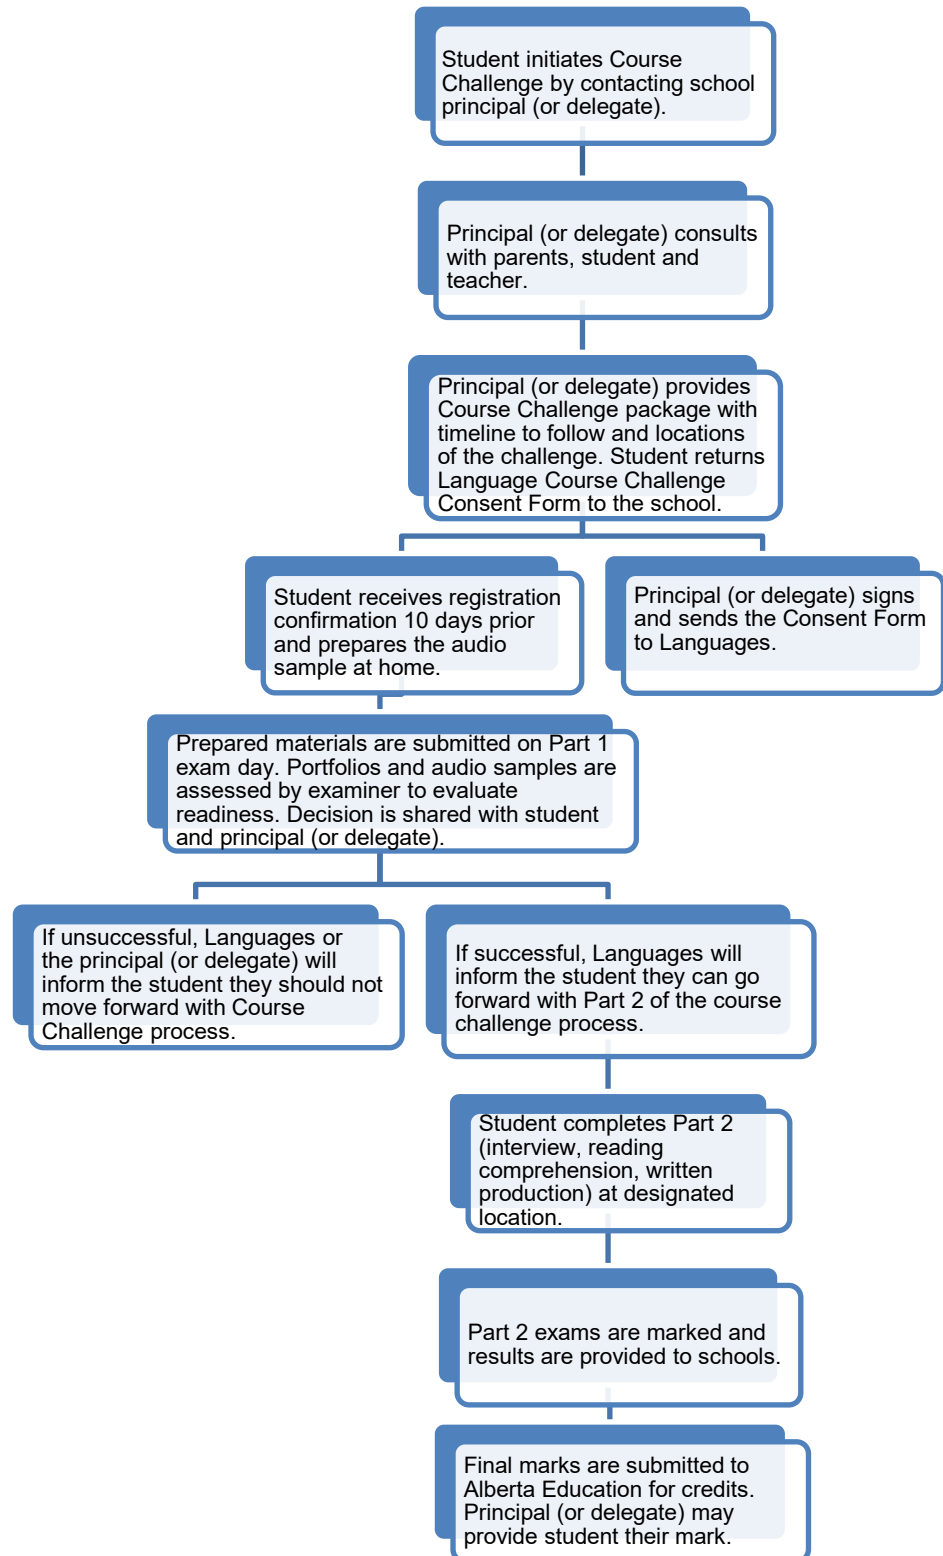 Student initiates Course
Challenge by contacting school
principal (or delegate).
Principal (or delegate) consults
with parents, student and
teacher.
Principal (or delegate) provides
Course Challenge package with
timeline to follow and locations
of the challenge. Student returns
Language Course Challenge
Consent Form to the school.
Student receives registration
confirmation 10 days prior
and prepares the audio
sample at home.
Principal (or delegate) signs
and sends the Consent Form
to Languages.
Prepared materials are submitted on Part 1
exam day. Portfolios and audio samples are
assessed by examiner to evaluate
readiness. Decision is shared with student
and principal (or delegate).
If unsuccessful, Languages or
the principal (or delegate) will
inform the student they should not
move forward with Course
Challenge process.
If successful, Languages will
inform the student they can go
forward with Part 2 of the course
challenge process.
Student completes Part 2
(interview, reading
comprehension, written
production) at designated
location.
Part 2 exams are marked and
results are provided to schools.
Final marks are submitted to
Alberta Education for credits.
Principal (or delegate) may
provide student their mark.